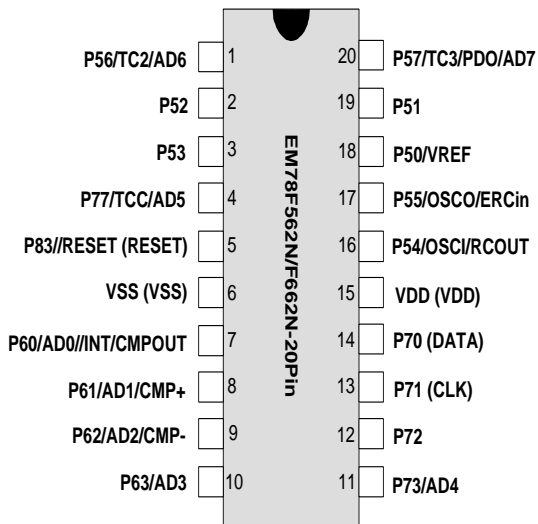 P56/TC2/AD6 1 20 P57/TC3/PDO/AD7
P52 2 19 P51
P53 3 18 P50/VREF
P77/TCC/AD5 4 17 P55/OSCO/ERCin
P83//RESET (RESET) 5 16 P54/OSCI/RCOUT
VSS (VSS) 6 15 VDD (VDD)
P60/AD0//INT/CMPOUT 7 14 P70 (DATA)
P61/AD1/CMP+ 8 13 P71 (CLK)
P62/AD2/CMP- 9 12 P72
P63/AD3 10 11 P73/AD4
EM78F562N/F662N-20Pin